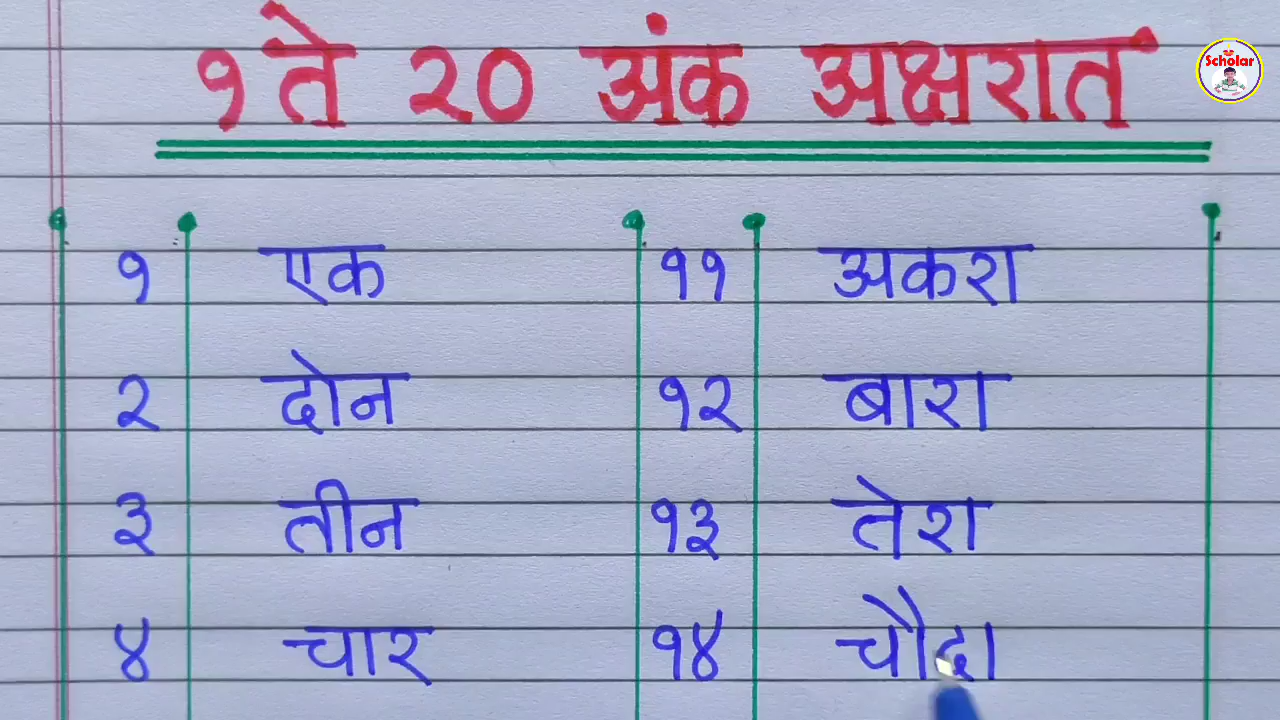 १ ते २० अंक अक्षरात
Scholar
१ एक ११ अकरा
२ दोन १२ बारा
३ तीन १३ तेरा
४ चार १४ चौदा